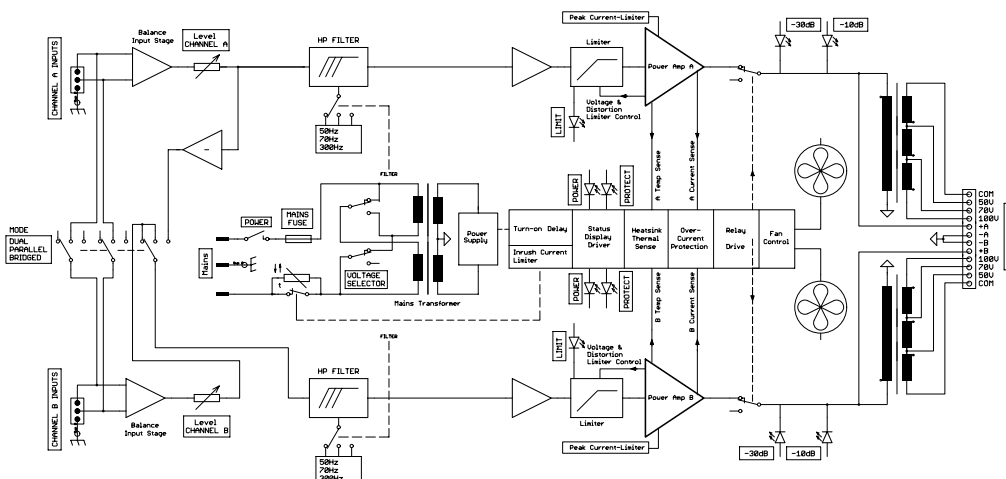 CHANNEL A INPUTS
Balance
Input Stage
Level
CHANNEL A
HP FILTER
50Hz
70Hz
300Hz
Peak Current-Limiter
Limiter
Power Amp A
Voltage &
Distortion
Limiter Control
LIMIT
-30dB
-10dB
-
FILTER
A Temp Sense
A Current Sense
MODE
DUAL
PARALLEL
BRIDGED
Mains
POWER
MAINS
FUSE
t
VOLTAGE
SELECTOR
Mains Transformer
Power
Supply
Turn-on Delay
Inrush Current
Limiter
POWER
PROTECT
Status
Display
Driver
POWER
PROTECT
Heatsink
Thermal
Sense
Over-
Current
Protection
Relay
Drive
Fan
Control
COM
50V
70V
100V
+A
-A
-B
+B
100V
70V
50V
COM
B Temp Sense
B Current Sense
FILTER
CHANNEL B INPUTS
Balance
Input Stage
Level
CHANNEL B
HP FILTER
50Hz
70Hz
300Hz
LIMIT
Voltage &
Distortion
Limiter Control
Limiter
Power Amp B
Peak Current-Limiter
-30dB
-10dB